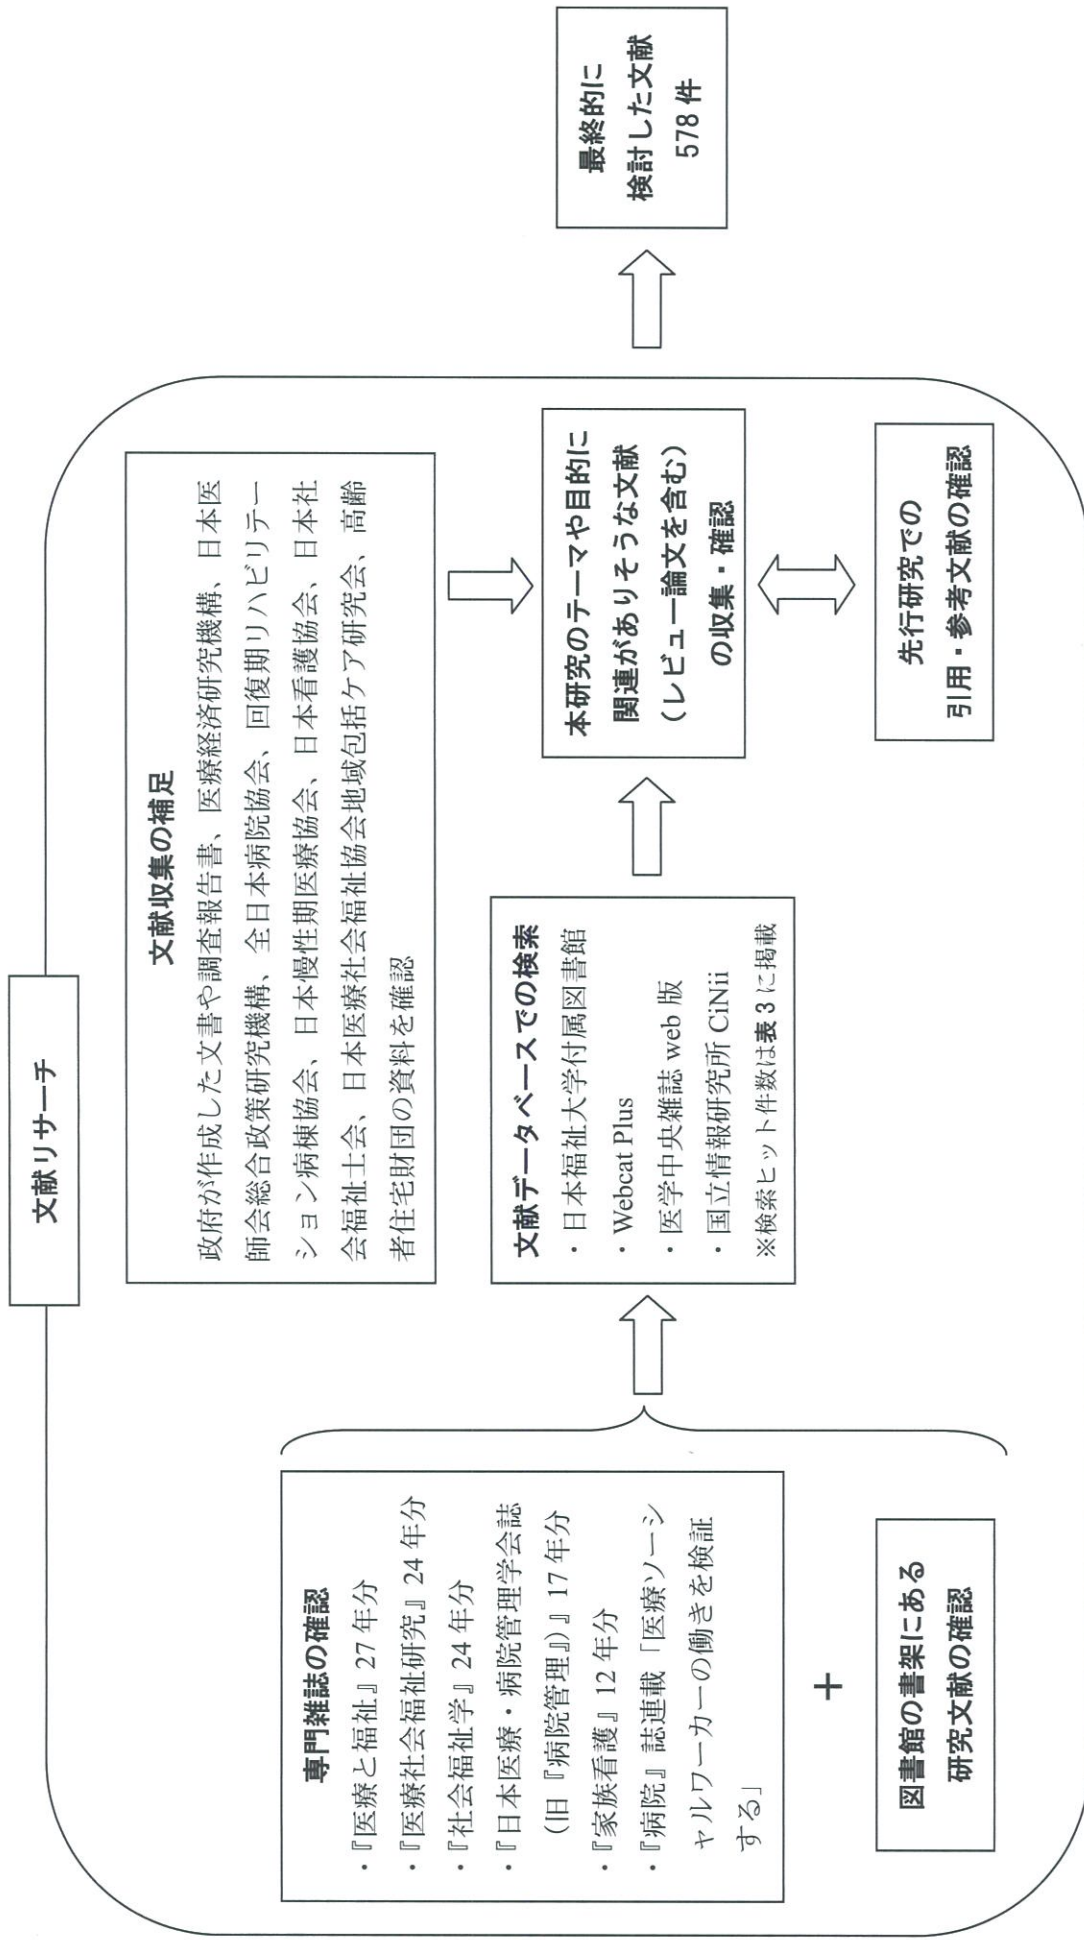 文献リサーチ
専門雑誌の確認
・『医療と福祉』27年分
・『医療社会福祉研究』24年分
・『社会福祉学』24年分
・『日本医療・病院管理学会誌
(旧『病院管理』)』17年分
・『家族看護』12年分
・『病院』誌連載「医療ソーシ
ャルワーカーの働きを検証
する」
+
図書館の書架にある
研究文献の確認
文献データベースでの検索
・日本福祉大学付属図書館
・Webcat Plus
・医学中央雑誌 web 版
・国立情報研究所 CiNii
※検索ヒット件数は表3に掲載
文献収集の補足
政府が作成した文書や調査報告書、医療経済研究機構、日本医
師会総合政策研究機構、全日本病院協会、回復期リハビリテー
ション病棟協会、日本慢性期医療協会、日本看護協会、日本社
会福祉士会、日本医療社会福祉協会地域包括ケア研究会、高齢
者住宅財団の資料を確認
本研究のテーマや目的に
関連がありそうな文献
(レビュー論文を含む)
の収集・確認
先行研究での
引用・参考文献の確認
最終的に
検討した文献
578件